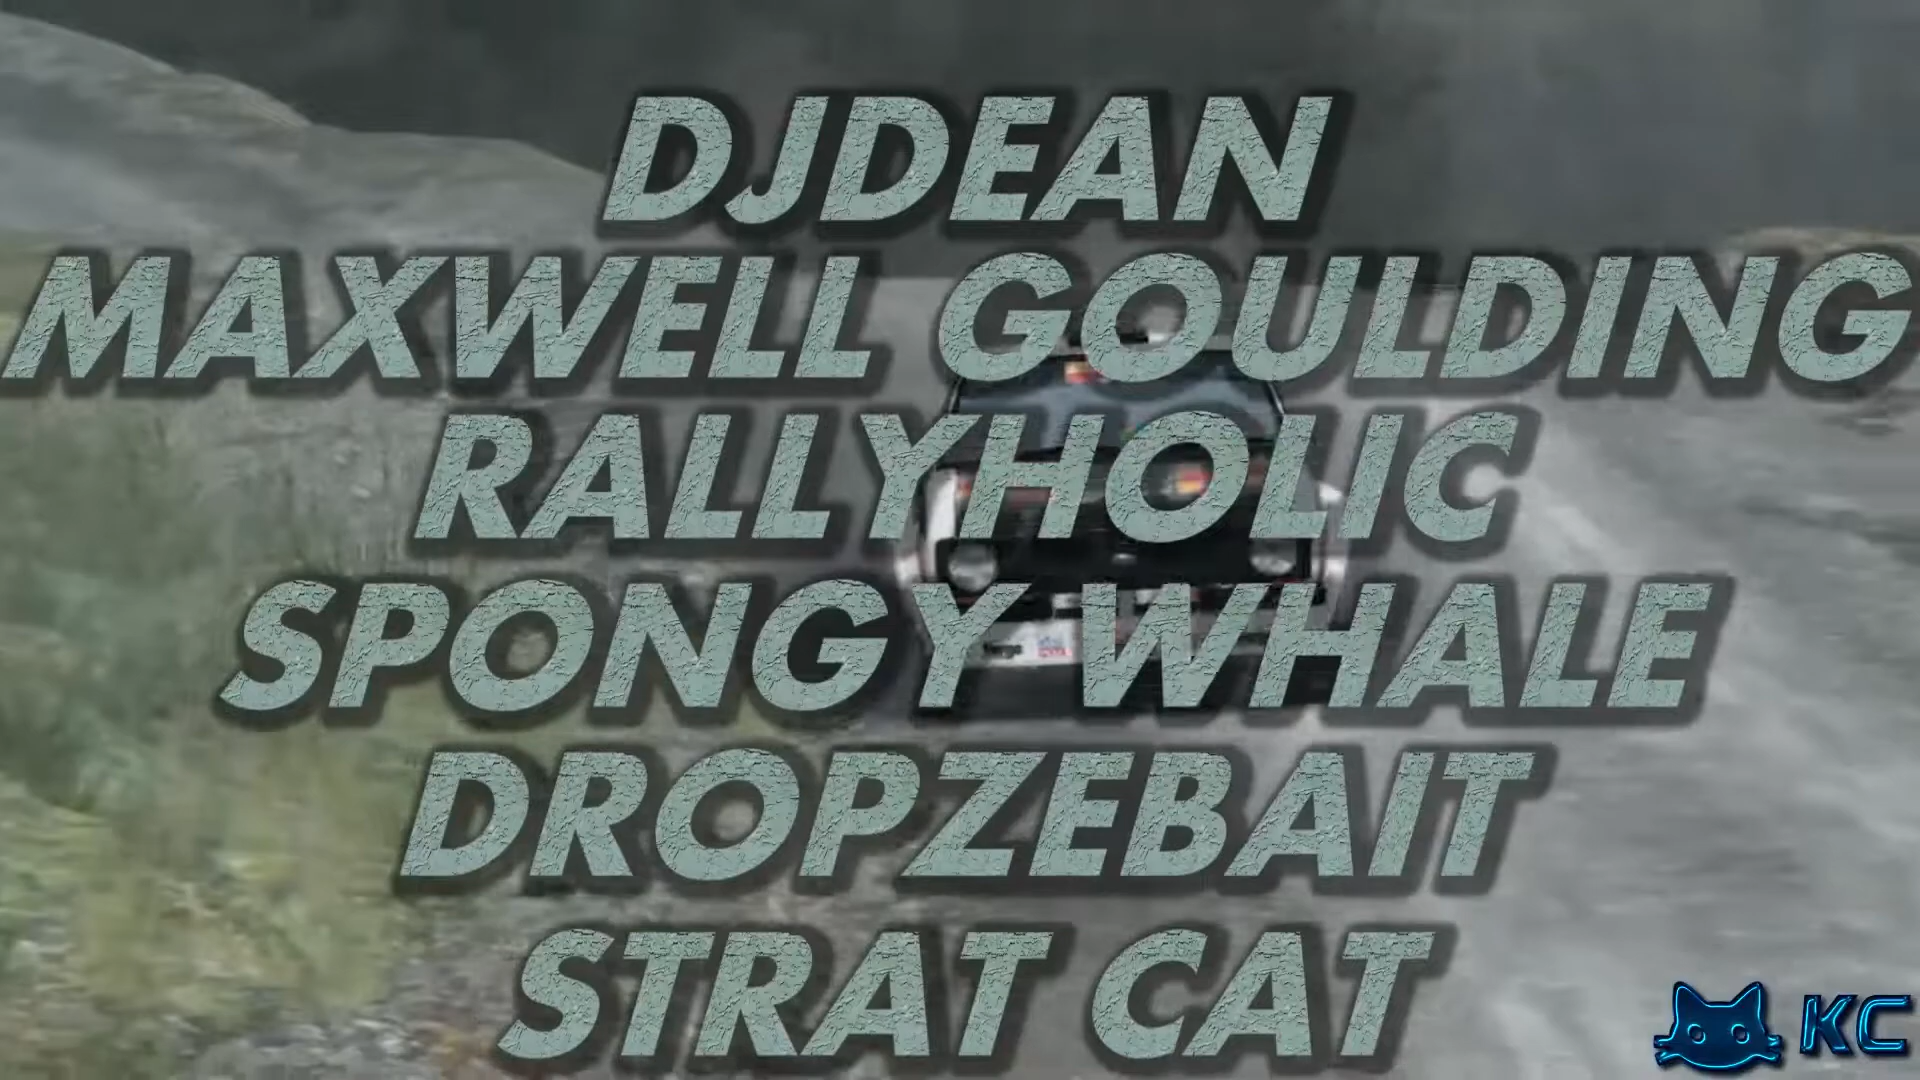 DJDEAN
MAXWELL GOULDING
RALLYHOLIC
SPONGY WHALE
DROPZEBAIT
STRAT CAT
KC